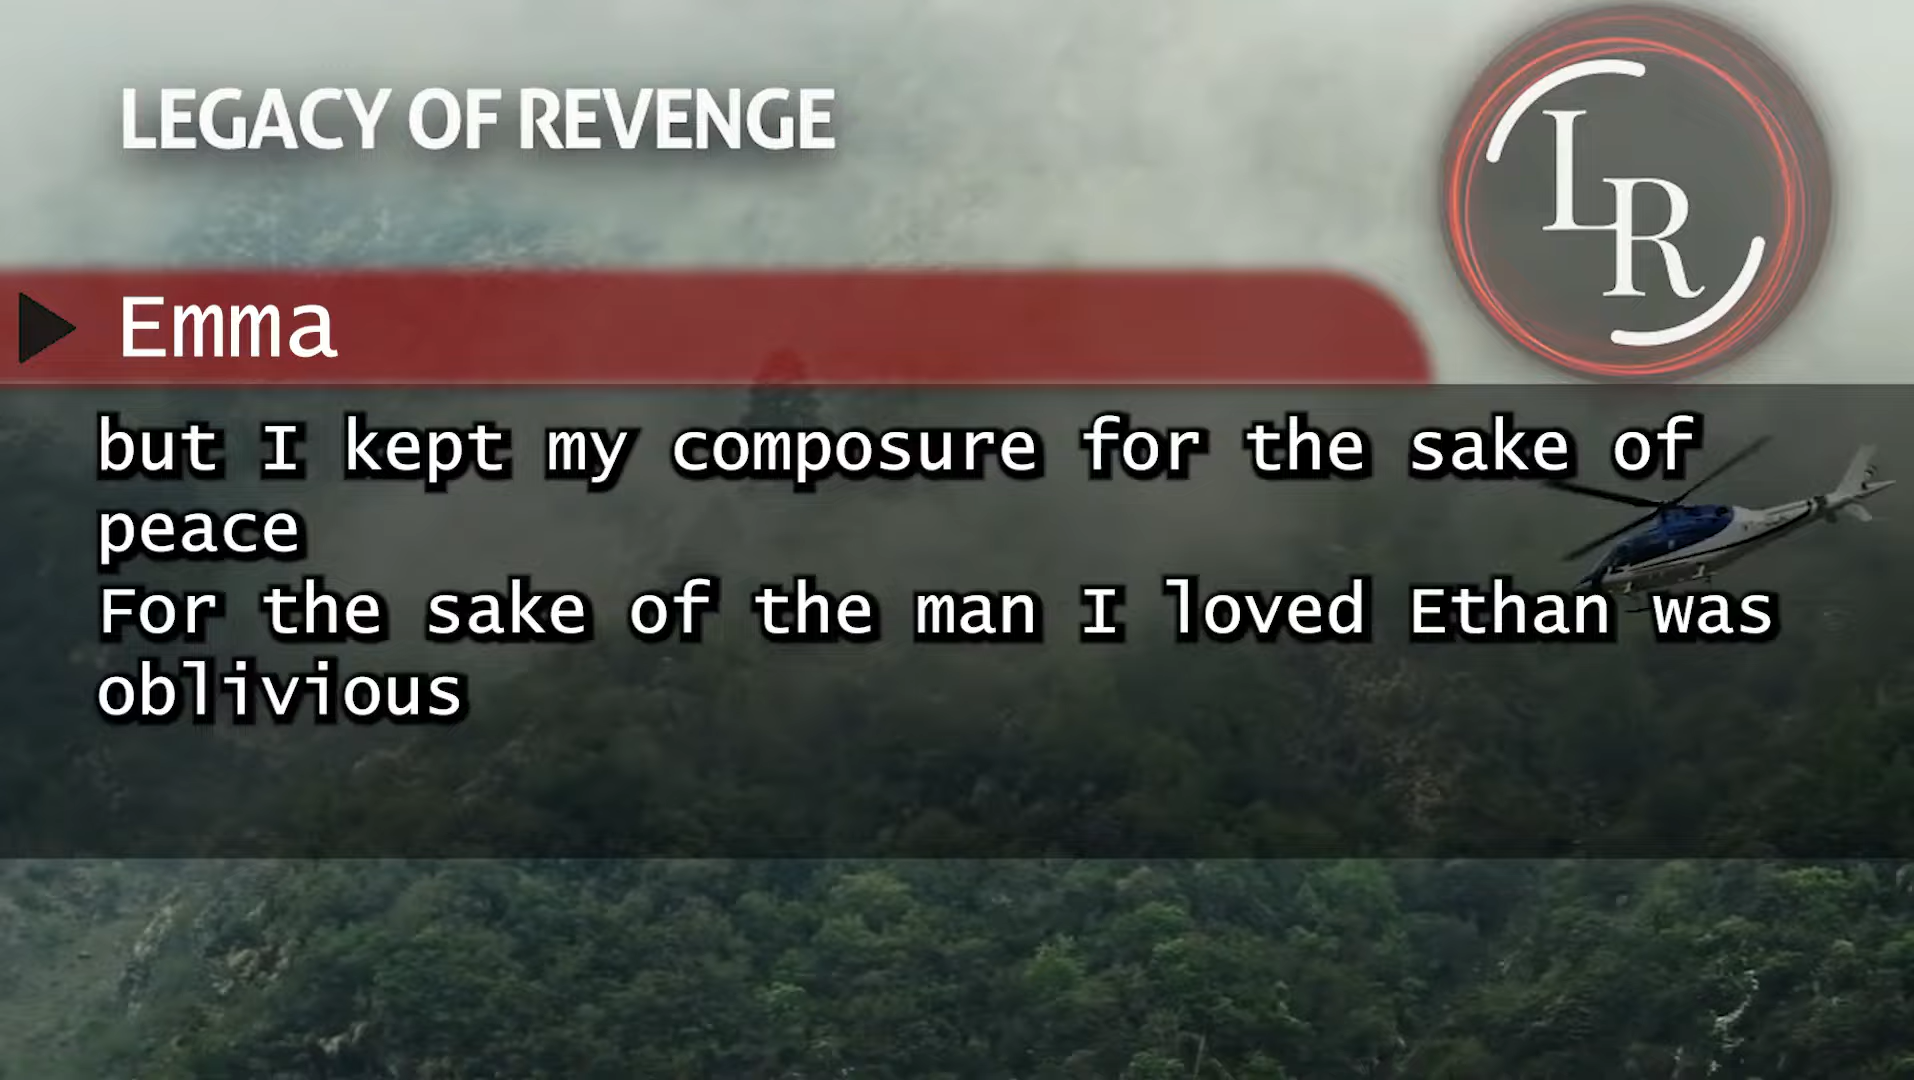 LEGACY OF REVENGE
LR
Emma
but I kept my composure for the sake of
peace
For the sake of the man I loved Ethan was
oblivious